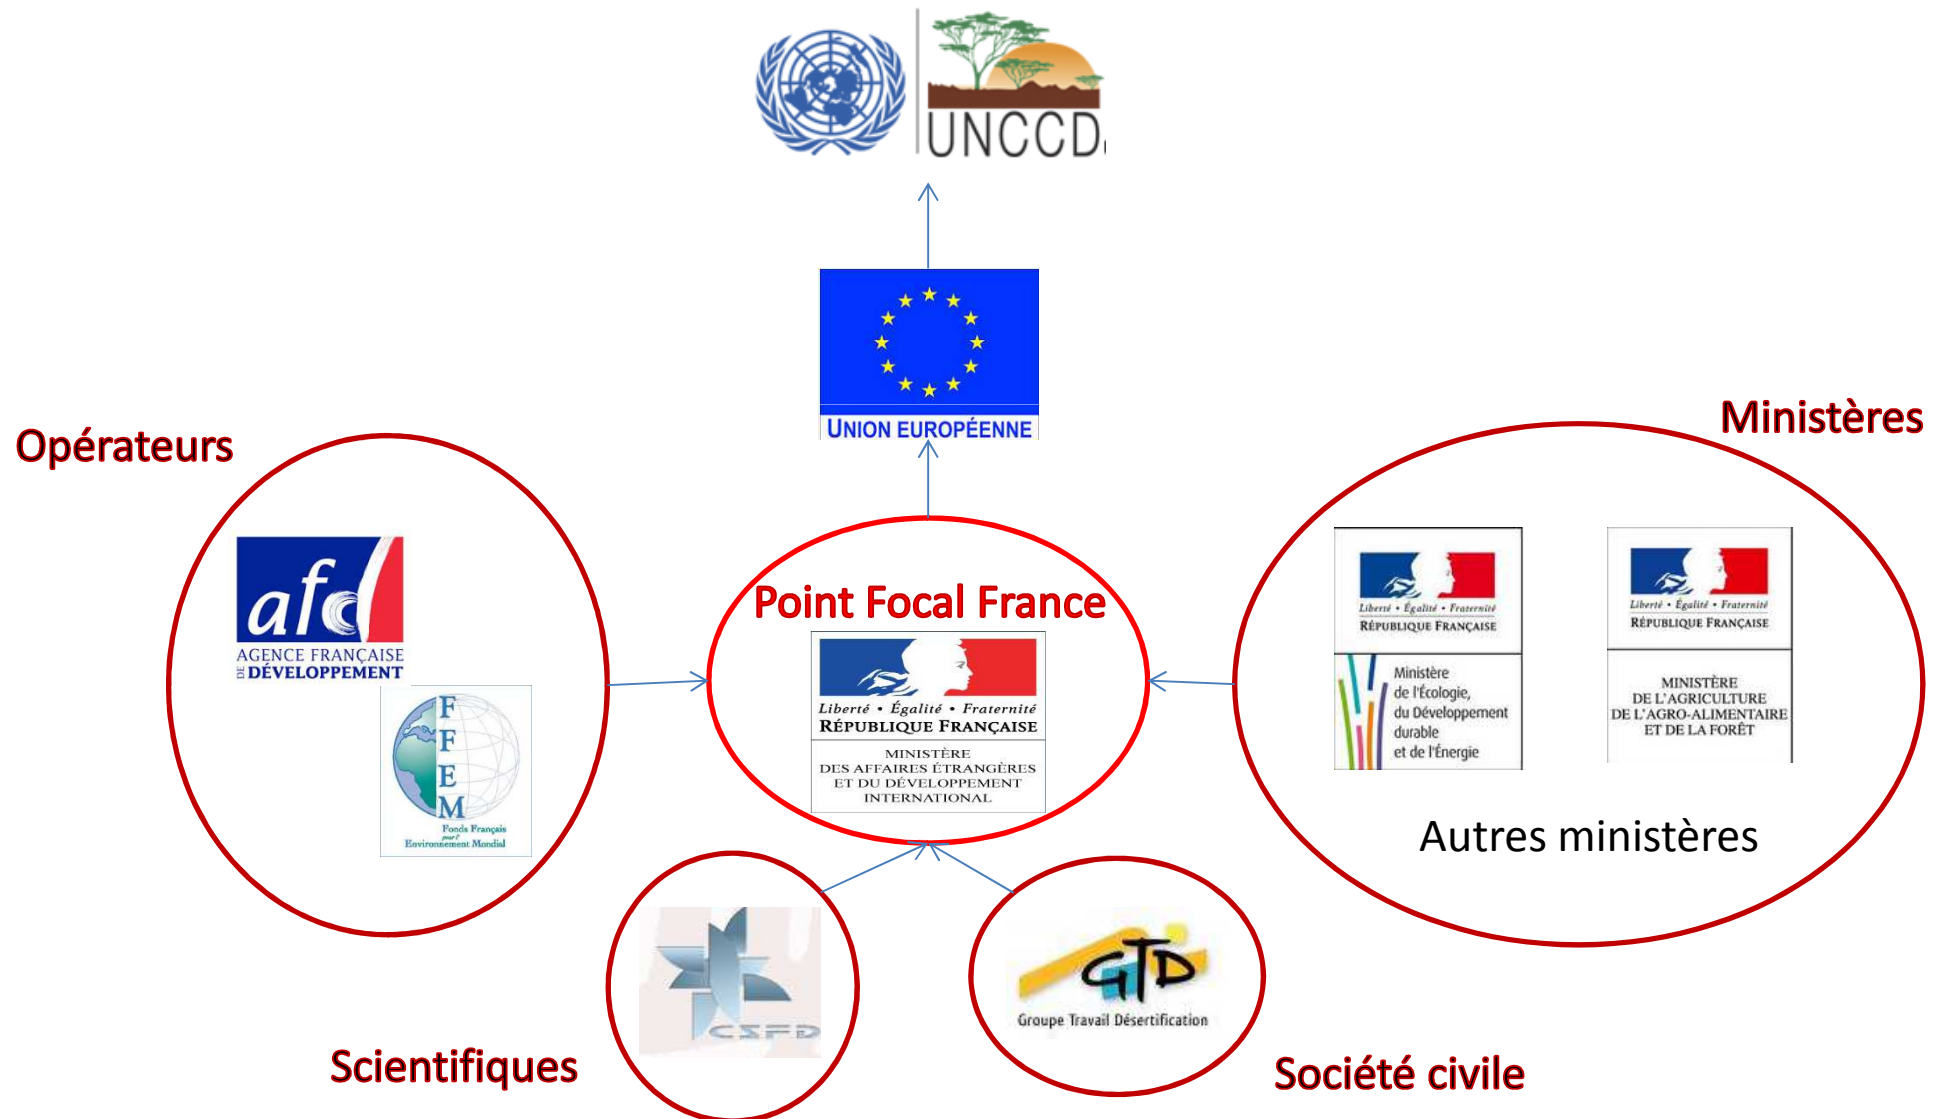 UNCCD
UNION EUROPÉENNE
Opérateurs
Ministères
afd
AGENCE FRANÇAISE
DE DÉVELOPPEMENT
FFEM
Fonds Français
pour l'
Environnement Mondial
Point Focal France
Liberté • Égalité • Fraternité
RÉPUBLIQUE FRANÇAISE
MINISTÈRE
DES AFFAIRES ÉTRANGÈRES
ET DU DÉVELOPPEMENT
INTERNATIONAL
Liberté • Égalité • Fraternité
RÉPUBLIQUE FRANÇAISE
Ministère
de l'Écologie,
du Développement
durable
et de l'Énergie
Liberté • Égalité • Fraternité
RÉPUBLIQUE FRANÇAISE
MINISTÈRE
DE L'AGRICULTURE
DE L'AGRO-ALIMENTAIRE
ET DE LA FORÊT
Autres ministères
CSFD
Scientifiques
GTD
Groupe Travail Désertification
Société civile